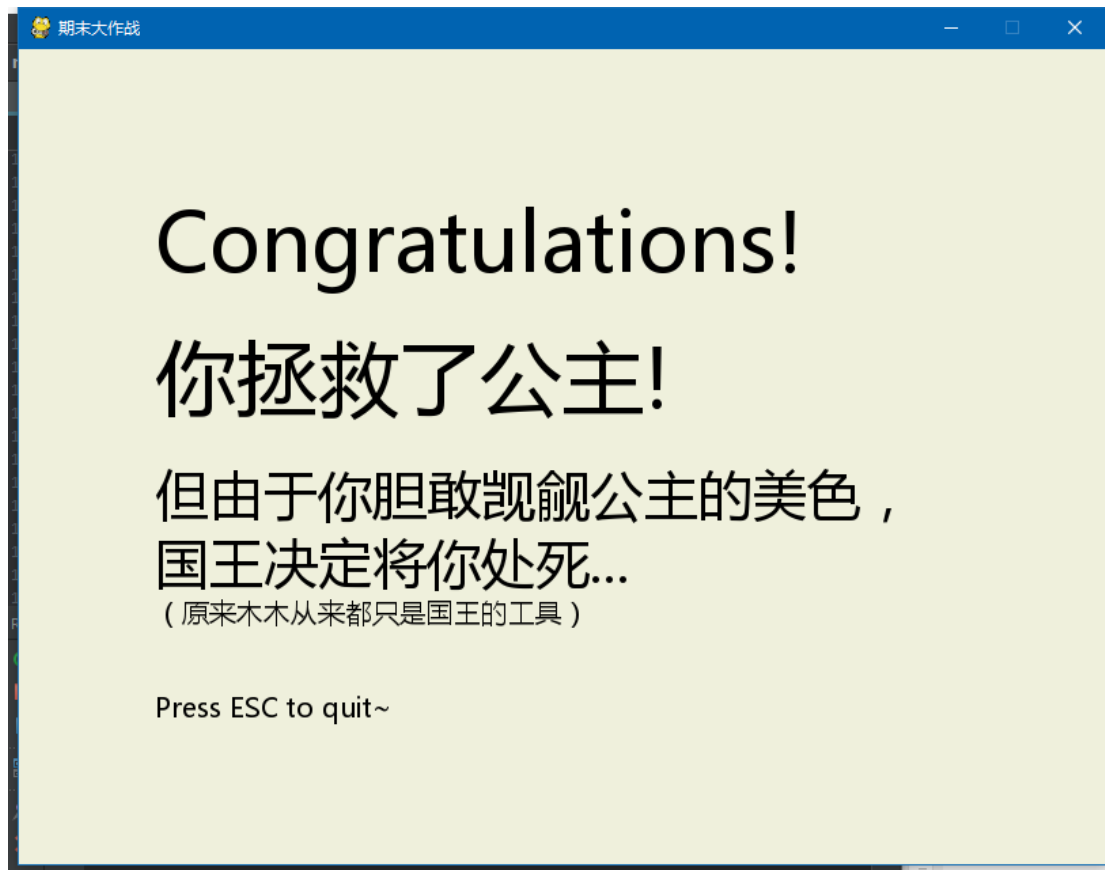 期末大作战
Congratulations!
你拯救了公主!
但由于你胆敢觊觎公主的美色，
国王决定将你处死...
（原来木木从来都只是国王的工具）
Press ESC to quit~